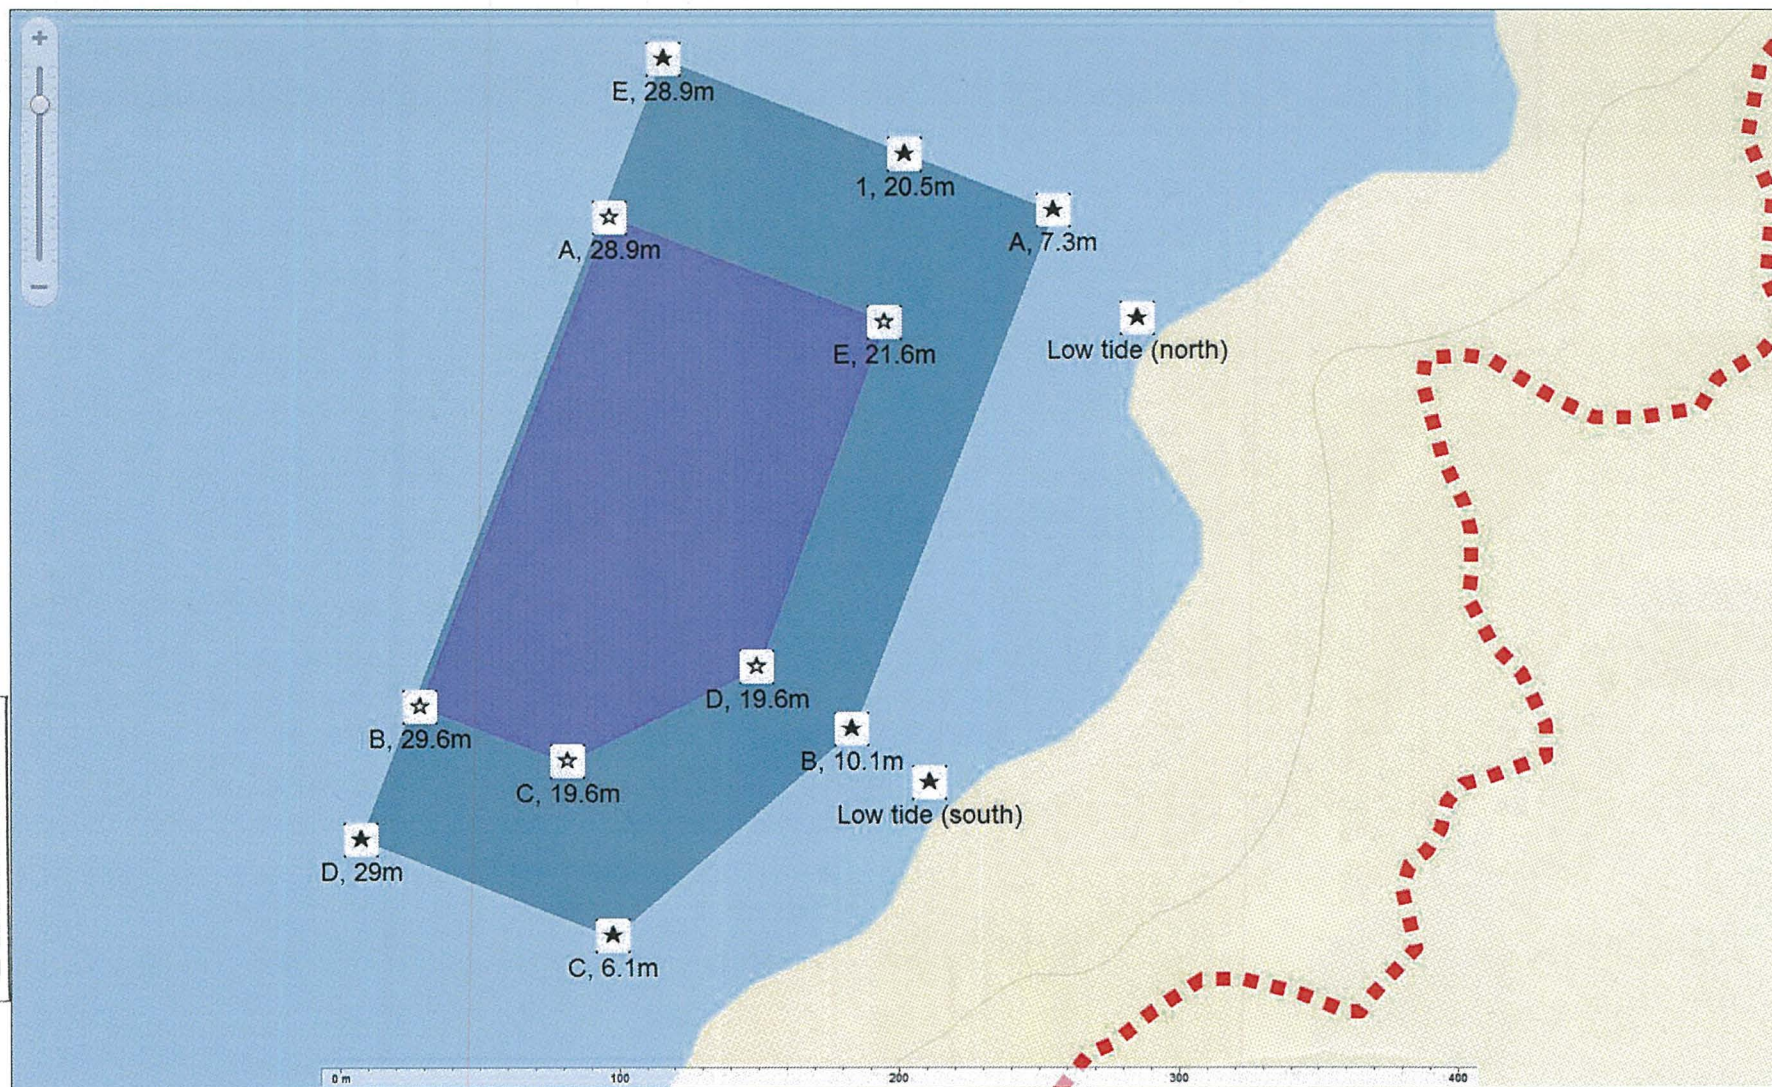 +
E, 28.9m
1, 20.5m
A, 7.3m
A, 28.9m
−
E, 21.6m
Low tide (north)
D, 19.6m
B, 29.6m
B, 10.1m
C, 19.6m
Low tide (south)
D, 29m
C, 6.1m
0 m 100 200 300 400